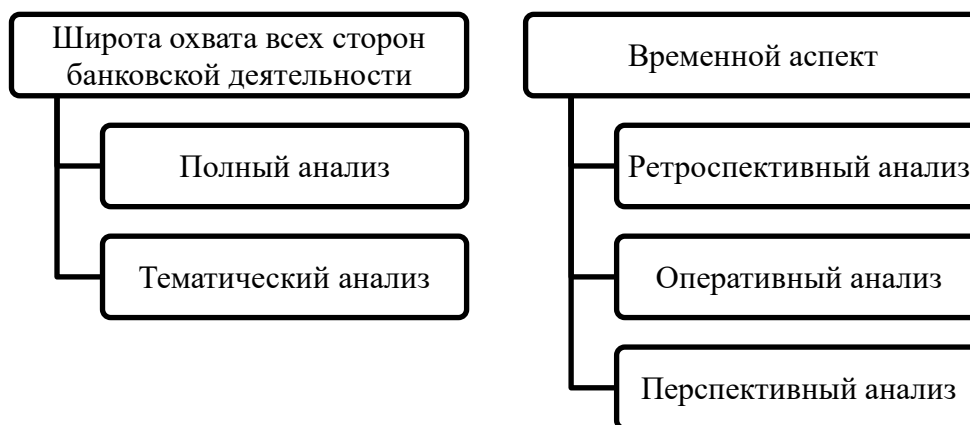 Широта охвата всех сторон
банковской деятельности
Полный анализ
Тематический анализ
Временной аспект
Ретроспективный анализ
Оперативный анализ
Перспективный анализ